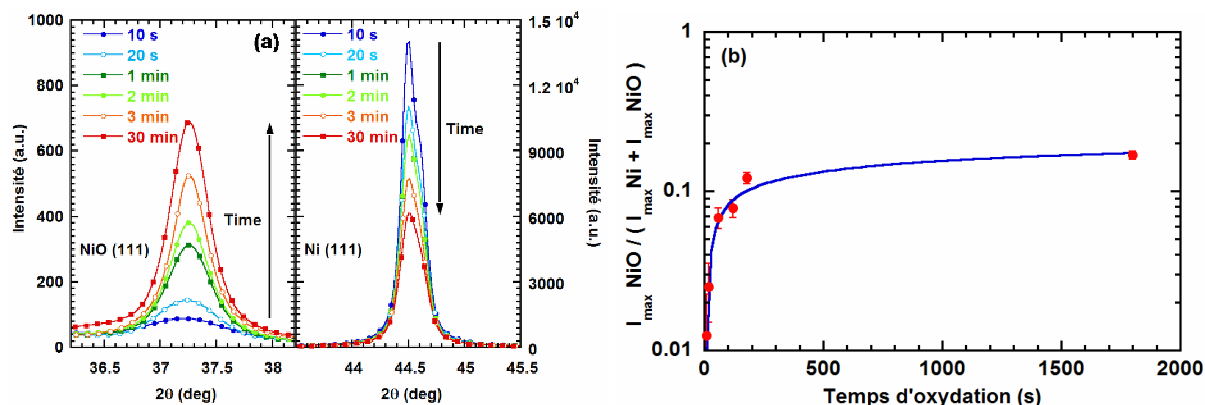 (a)
10 s
20 s
1 min
2 min
3 min
30 min
Time
NiO (111)
Intensité (a.u.)
1000
800
600
400
200
0
36.5
37
37.5
38
2θ (deg)
10 s
20 s
1 min
2 min
3 min
30 min
Time
Ni (111)
1.5 10⁴
1.2 10⁴
9000
6000
3000
0
Intensité (a.u.)
44
44.5
45
45.5
2θ (deg)
(b)
I max NiO / ( I max Ni + I max NiO )
1
0.1
0.01
0
500
1000
1500
2000
Temps d'oxydation (s)